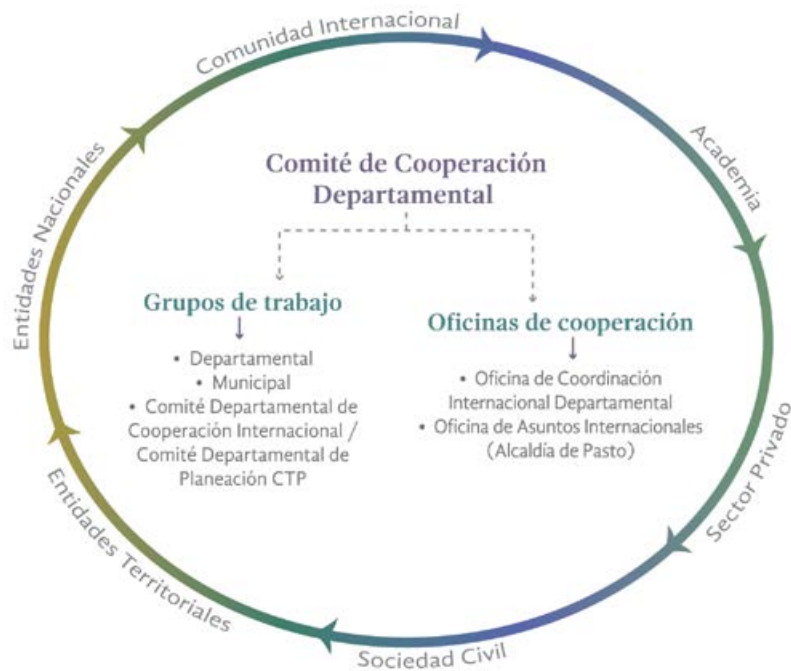 Comunidad Internacional
Academia
Sector Privado
Sociedad Civil
Entidades Territoriales
Entidades Nacionales
Comité de Cooperación
Departamental
Grupos de trabajo
• Departamental
• Municipal
• Comité Departamental de
Cooperación Internacional /
Comité Departamental de
Planeación CTP
Oficinas de cooperación
• Oficina de Coordinación
Internacional Departamental
• Oficina de Asuntos Internacionales
(Alcaldía de Pasto)